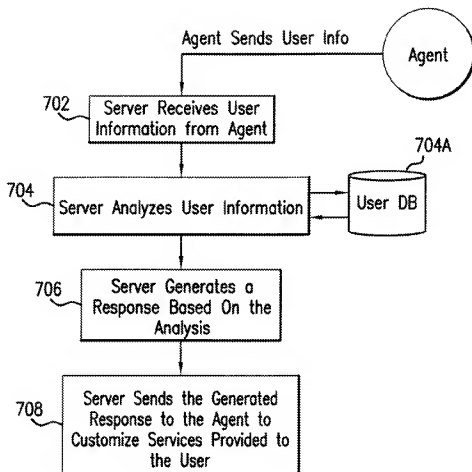 Agent Sends User Info
Agent
702
Server Receives User
Information from Agent
704A
704
Server Analyzes User Information
User DB
706
Server Generates a
Response Based On the
Analysis
708
Server Sends the Generated
Response to the Agent to
Customize Services Provided to
the User